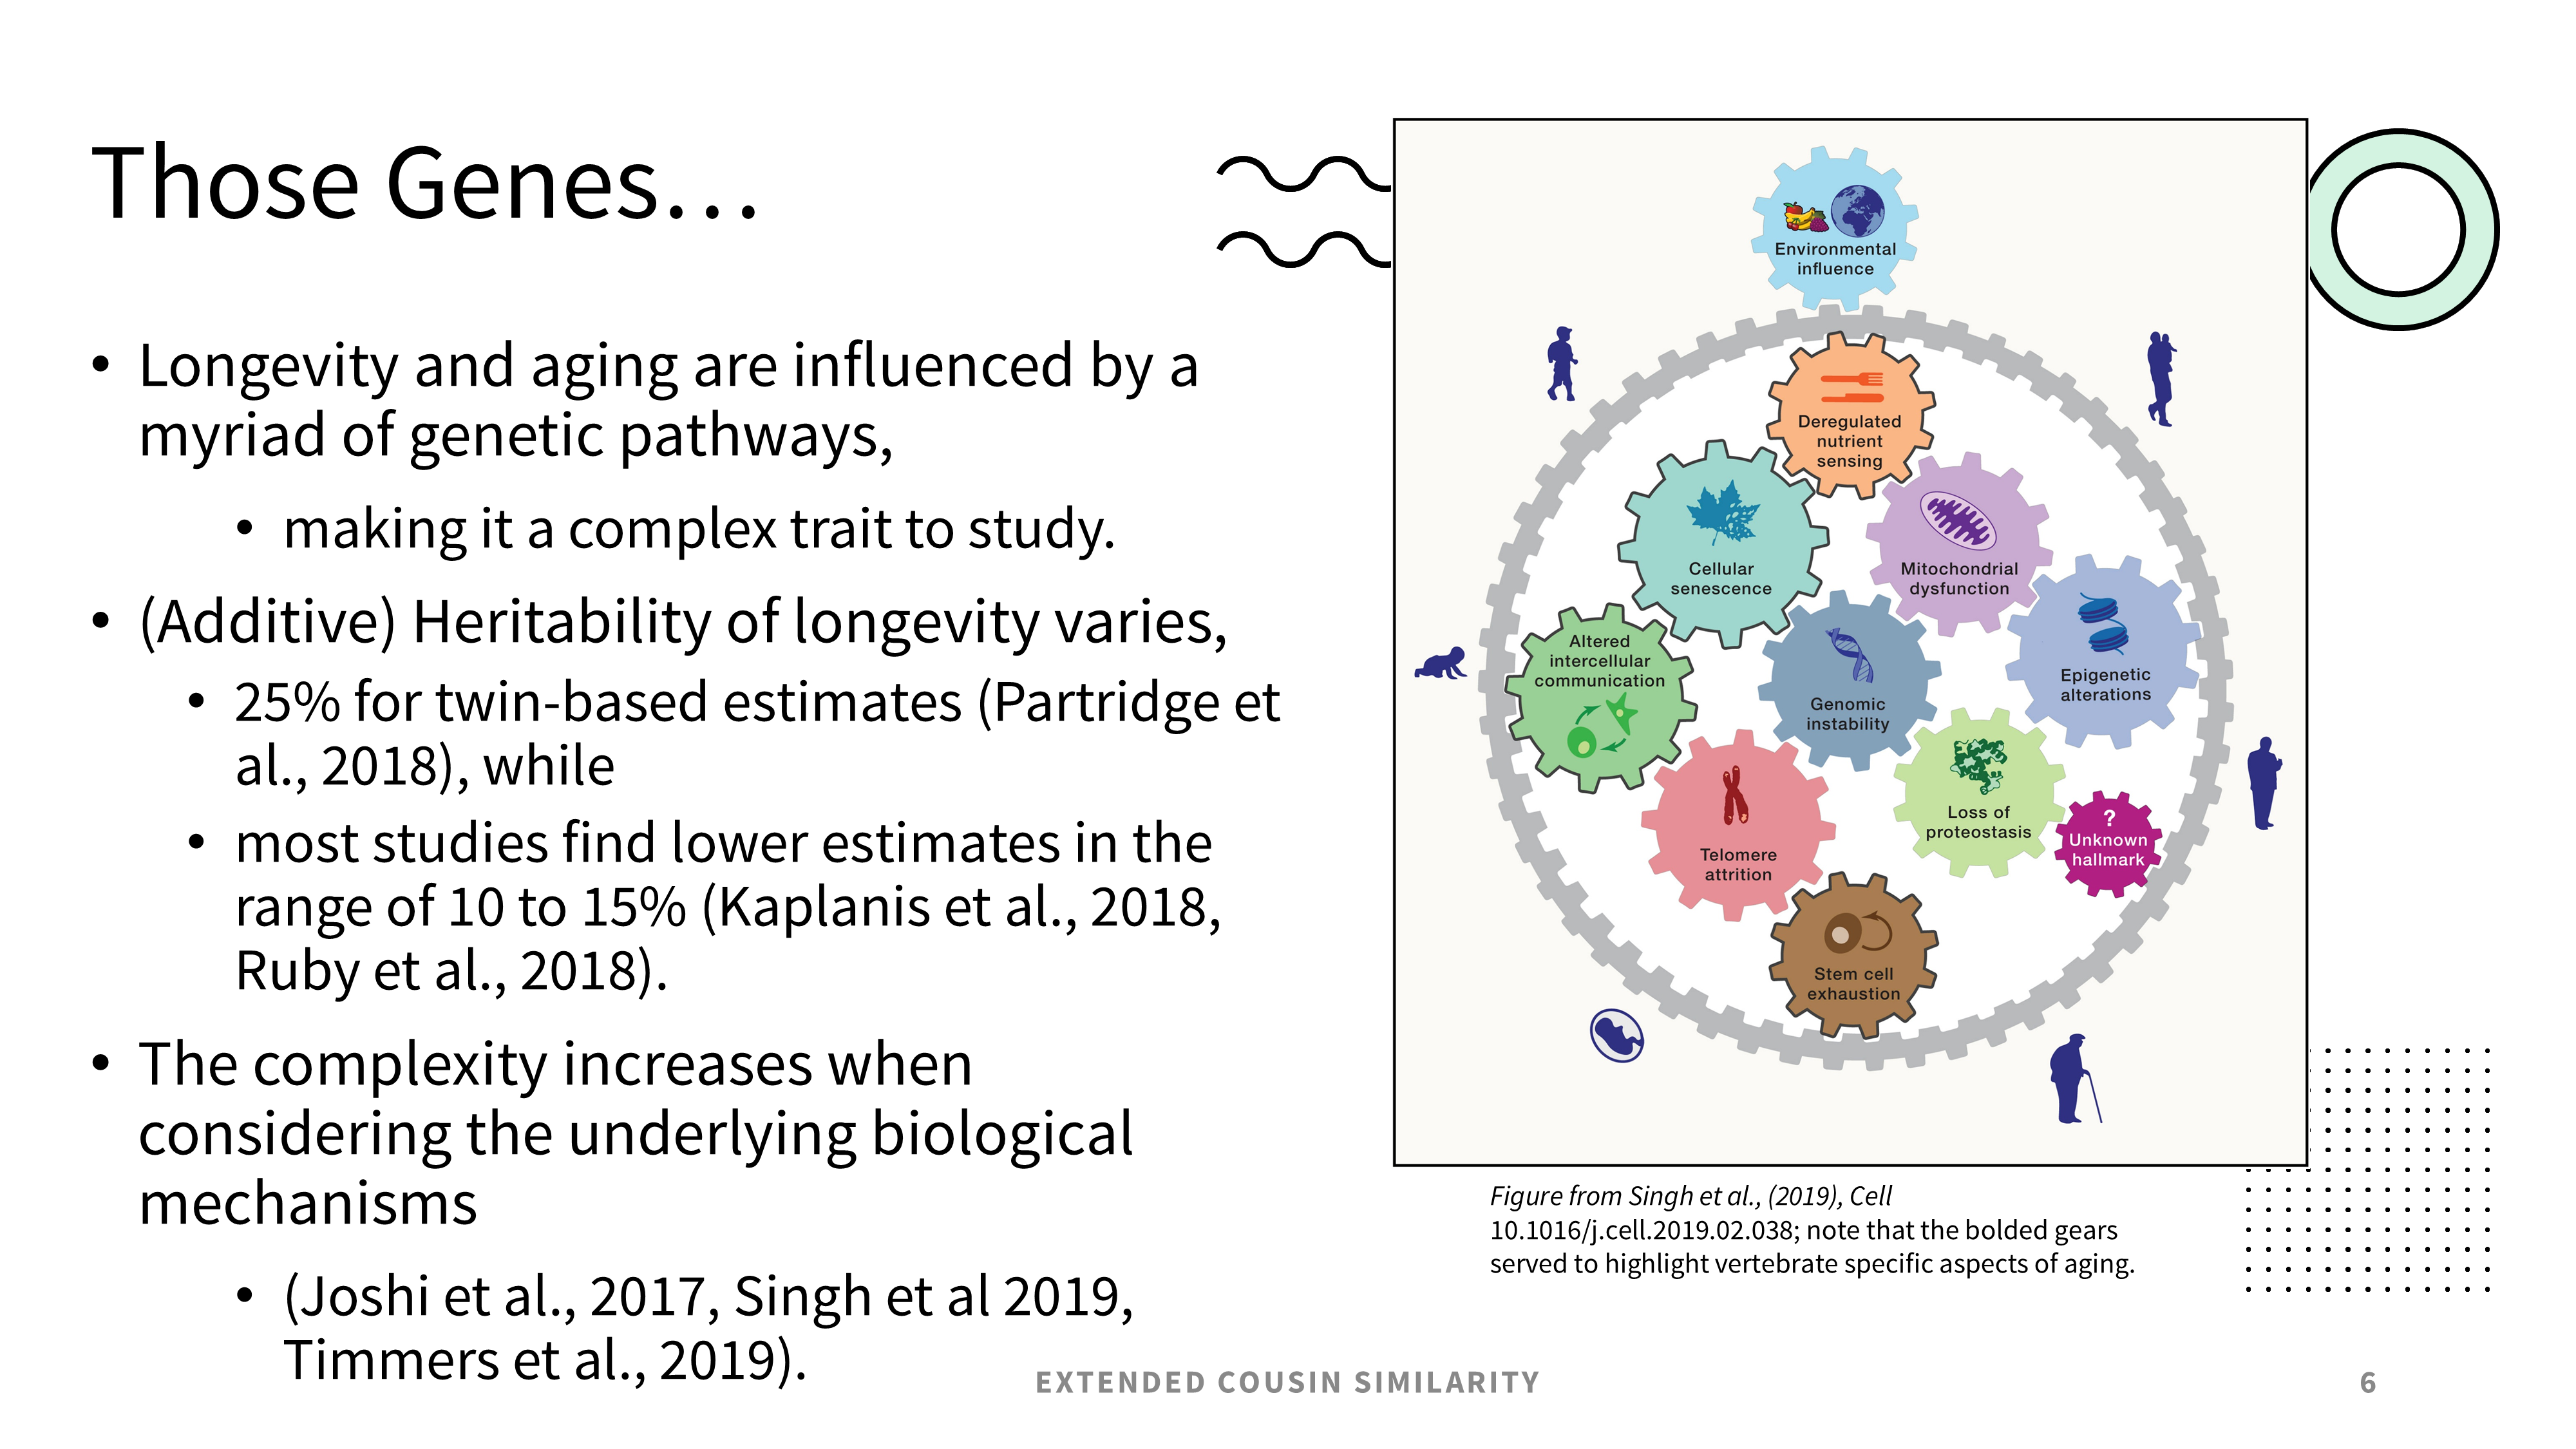 Those Genes…
• Longevity and aging are influenced by a
myriad of genetic pathways,
• making it a complex trait to study.
• (Additive) Heritability of longevity varies,
• 25% for twin-based estimates (Partridge et
al., 2018), while
• most studies find lower estimates in the
range of 10 to 15% (Kaplanis et al., 2018,
Ruby et al., 2018).
• The complexity increases when
considering the underlying biological
mechanisms
• (Joshi et al., 2017, Singh et al 2019,
Timmers et al., 2019).
Environmental
influence
Deregulated
nutrient
sensing
Cellular
senescence
Mitochondrial
dysfunction
Altered
intercellular
communication
Genomic
instability
Epigenetic
alterations
Telomere
attrition
Loss of
proteostasis
?
Unknown
hallmark
Stem cell
exhaustion
Figure from Singh et al., (2019), Cell
10.1016/j.cell.2019.02.038; note that the bolded gears
served to highlight vertebrate specific aspects of aging.
EXTENDED COUSIN SIMILARITY
6